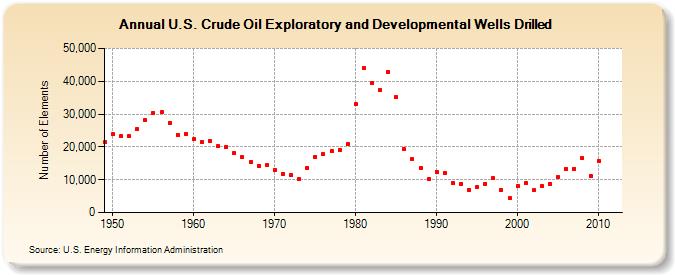 Annual U.S. Crude Oil Exploratory and Developmental Wells Drilled
Number of Elements
50,000
40,000
30,000
20,000
10,000
0
1950 1960 1970 1980 1990 2000 2010
Source: U.S. Energy Information Administration